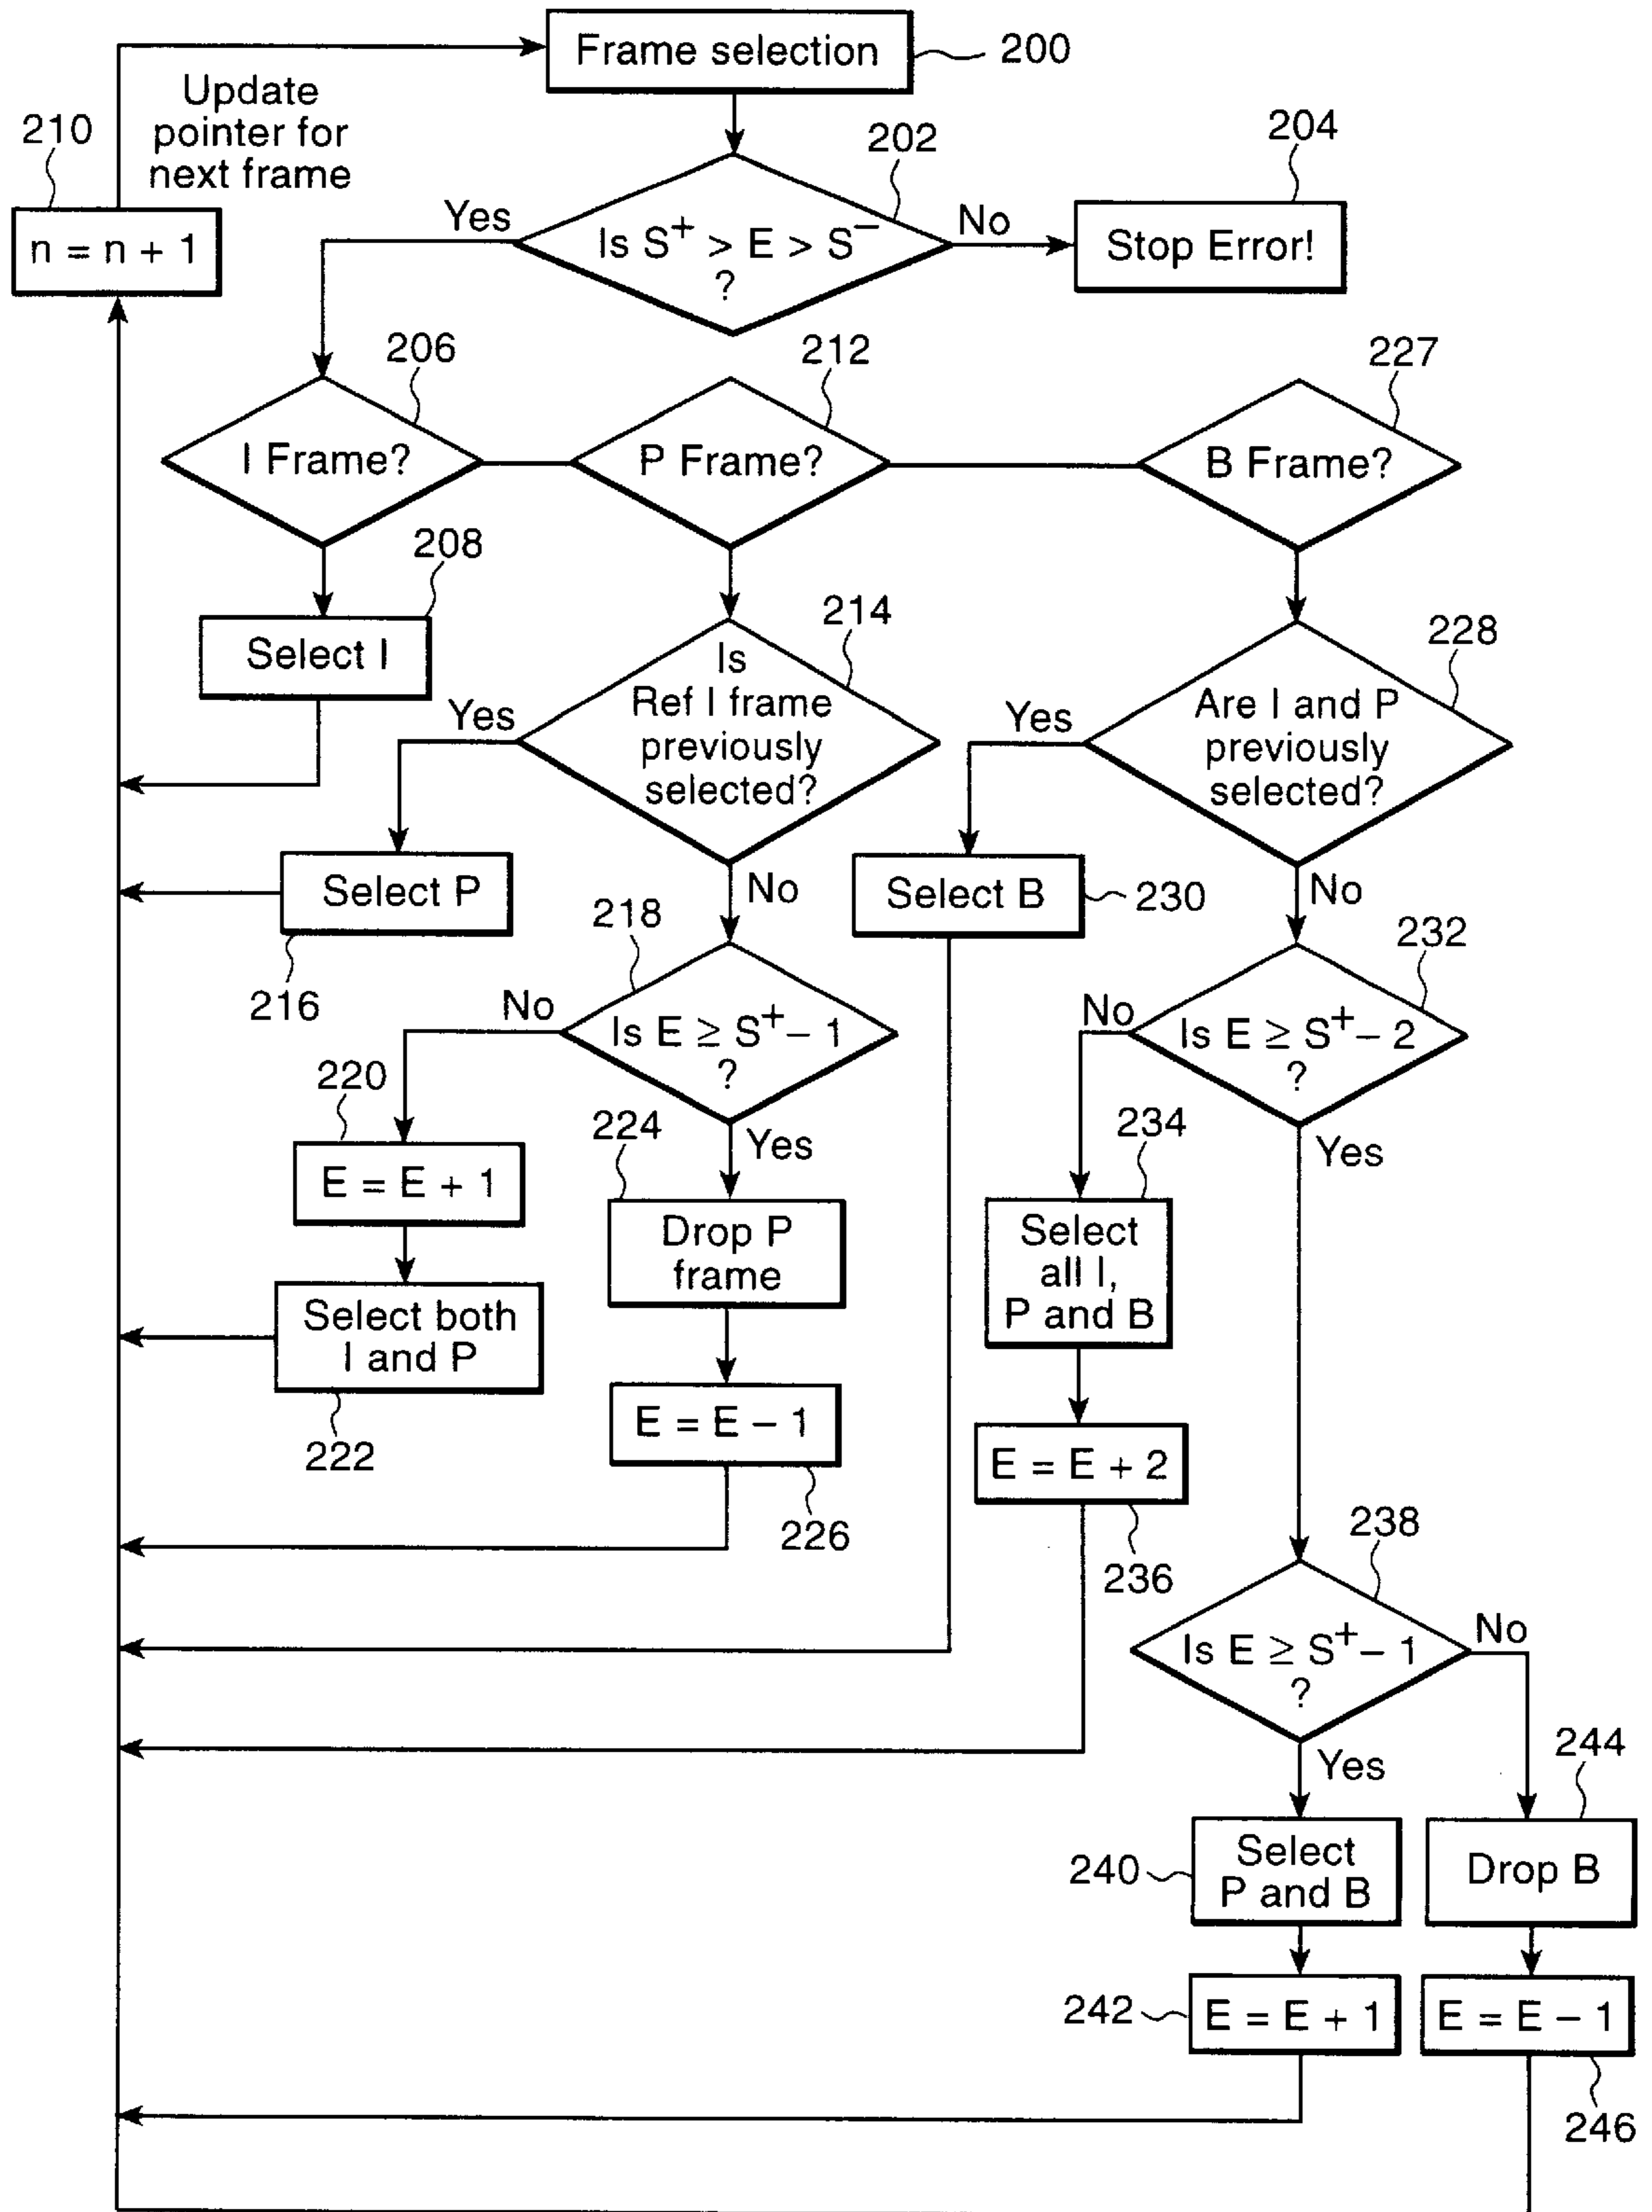 Frame selection
200
Update
pointer for
next frame
210
n = n + 1
202
Is S⁺ > E > S⁻
?
Yes
No
204
Stop Error!
206
I Frame?
212
P Frame?
227
B Frame?
208
Select I
214
Is
Ref I frame
previously
selected?
Yes
No
228
Are I and P
previously
selected?
Yes
No
Select P
216
Select B
230
218
Is E ≥ S⁺ – 1
?
No
Yes
232
Is E ≥ S⁺ – 2
?
No
Yes
220
E = E + 1
224
Drop P
frame
234
Select
all I,
P and B
Select both
I and P
222
E = E – 1
226
E = E + 2
236
238
Is E ≥ S⁺ – 1
?
No
Yes
240
Select
P and B
244
Drop B
242
E = E + 1
E = E – 1
246